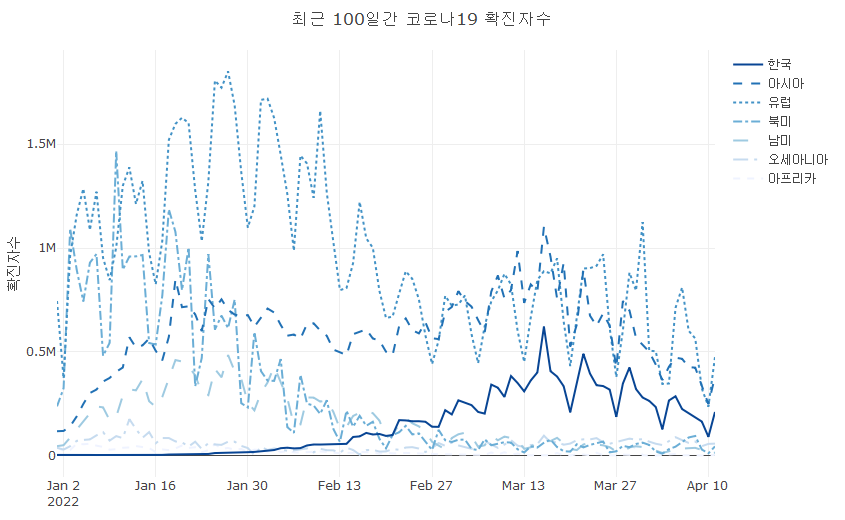 최근 100일간 코로나19 확진자수
확진자수
1.5M
1M
0.5M
0
Jan 2
2022
Jan 16
Jan 30
Feb 13
Feb 27
Mar 13
Mar 27
Apr 10
한국
아시아
유럽
북미
남미
오세아니아
아프리카